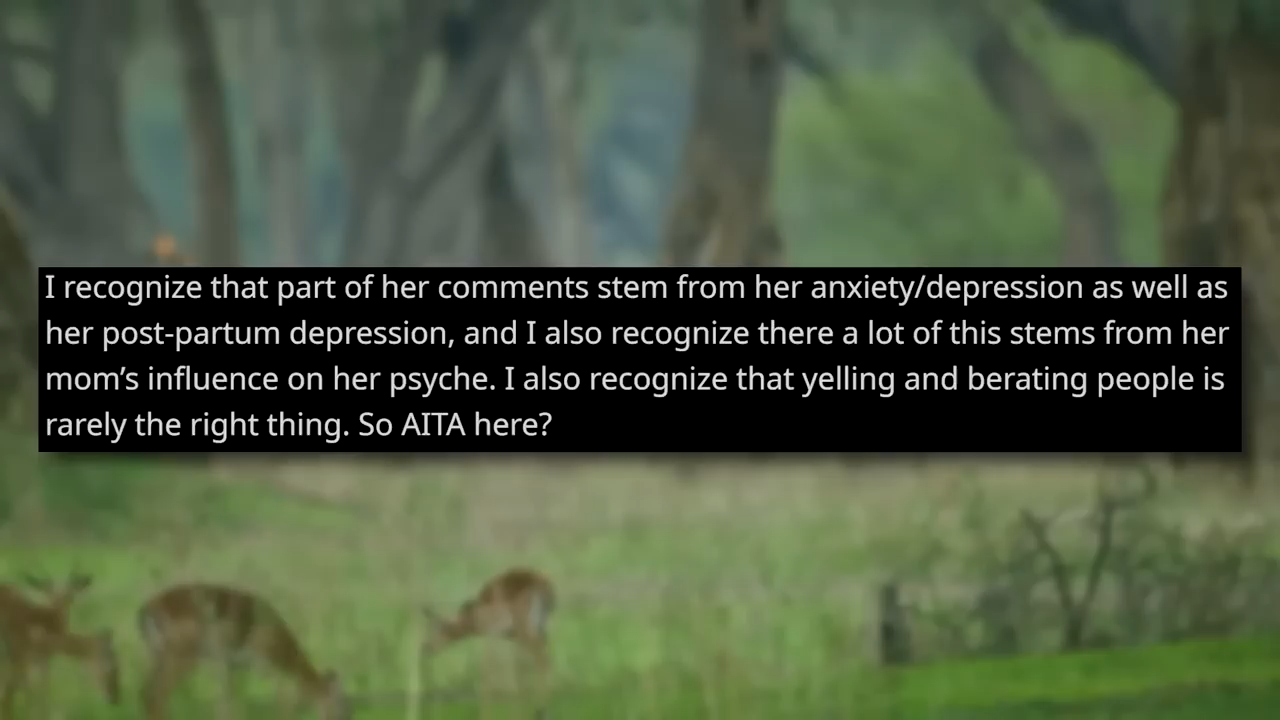 I recognize that part of her comments stem from her anxiety/depression as well as
her post-partum depression, and I also recognize there a lot of this stems from her
mom’s influence on her psyche. I also recognize that yelling and berating people is
rarely the right thing. So AITA here?